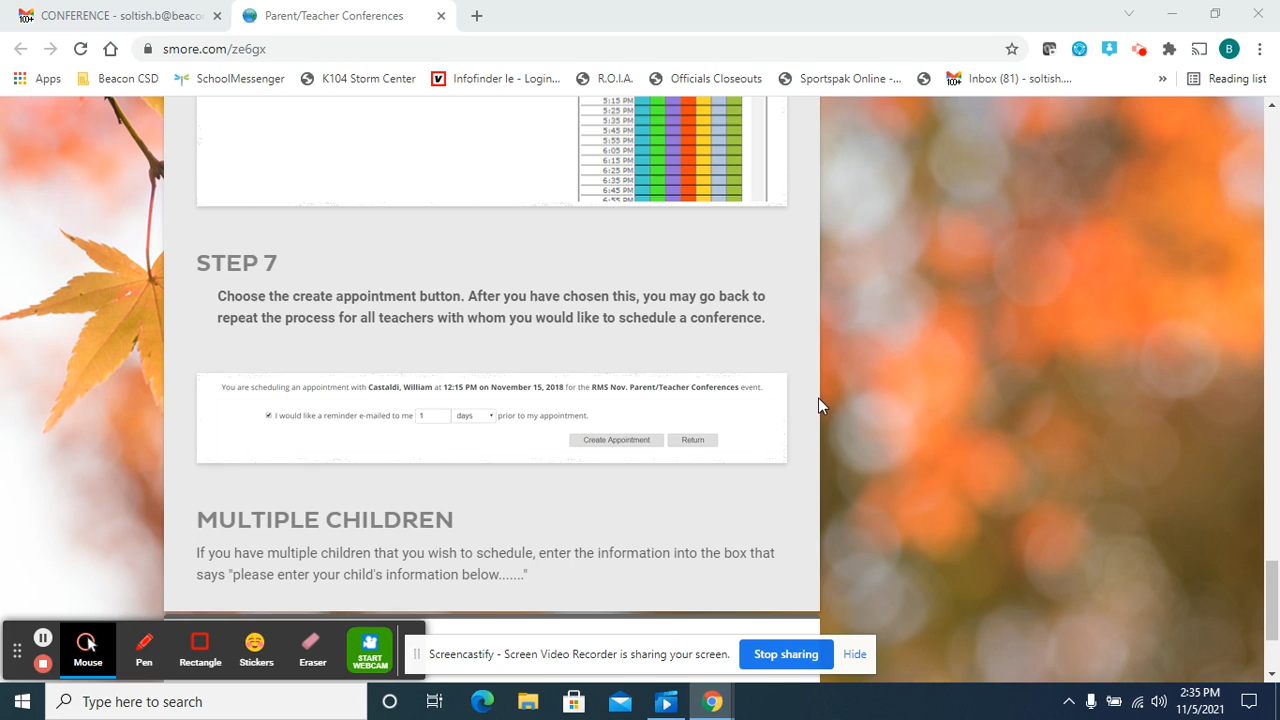 CONFERENCE - soltish.b@beaco
Parent/Teacher Conferences
smore.com/ze6gx
B
Apps
Beacon CSD
SchoolMessenger
K104 Storm Center
Infofinder le - Login...
R.O.I.A.
Officials Closeouts
Sportspak Online -...
Inbox (81) - soltish....
Reading list
5:15 PM
5:25 PM
5:35 PM
5:45 PM
5:55 PM
6:05 PM
6:15 PM
6:25 PM
6:35 PM
6:45 PM
6:55 PM
STEP 7
Choose the create appointment button. After you have chosen this, you may go back to
repeat the process for all teachers with whom you would like to schedule a conference.
You are scheduling an appointment with Castaldi, William at 12:15 PM on November 15, 2018 for the RMS Nov. Parent/Teacher Conferences event.
I would like a reminder e-mailed to me 1 days prior to my appointment.
Create Appointment Return
MULTIPLE CHILDREN
If you have multiple children that you wish to schedule, enter the information into the box that
says "please enter your child's information below......."
Mouse
Pen
Rectangle
Stickers
Eraser
START
WEBCAM
Screencastify - Screen Video Recorder is sharing your screen.
Stop sharing
Hide
Type here to search
2:35 PM
11/5/2021